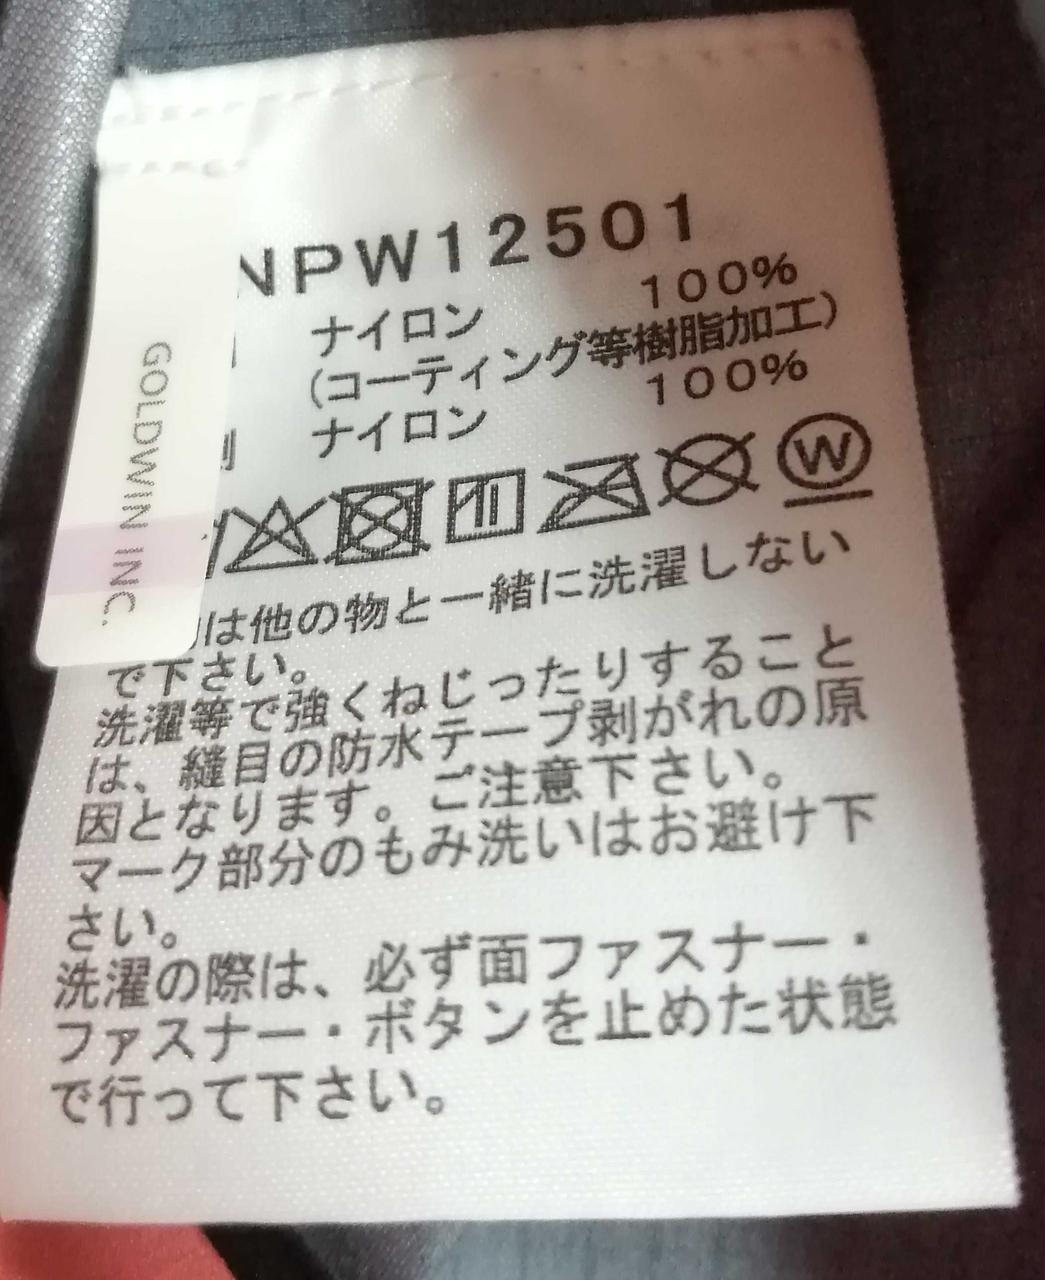 NPW12501
ナイロン 100%
(コーティング等樹脂加工)
ナイロン 100%
GOLDWIN INC.
W
は他の物と一緒に洗濯しない
で下さい。
洗濯等で強くねじったりすること
は、縫目の防水テープ剥がれの原
因となります。ご注意下さい。
マーク部分のもみ洗いはお避け下
さい。
洗濯の際は、必ず面ファスナー・
ファスナー・ボタンを止めた状態
で行って下さい。